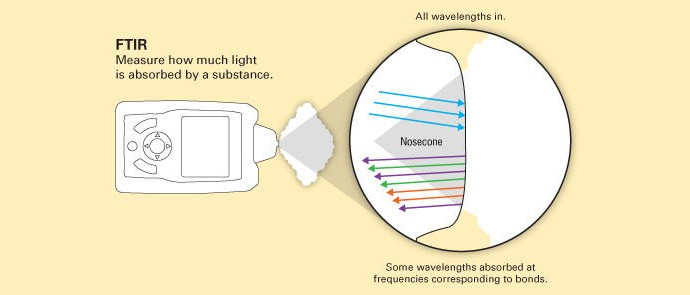 All wavelengths in.
FTIR
Measure how much light
is absorbed by a substance.
Nosecone
Some wavelengths absorbed at
frequencies corresponding to bonds.